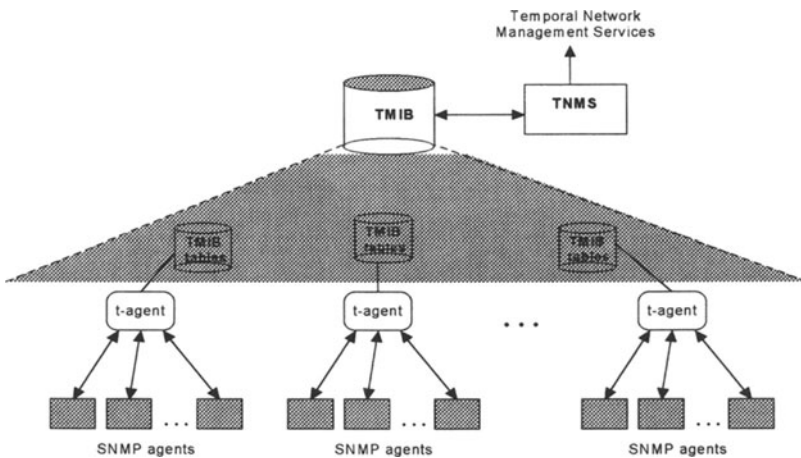 Temporal Network
Management Services
TMIB
TNMS
TMIB
tables
TMIB
tables
TMIB
tables
t-agent
t-agent
. . .
t-agent
. . .
. . .
. . .
SNMP agents
SNMP agents
SNMP agents